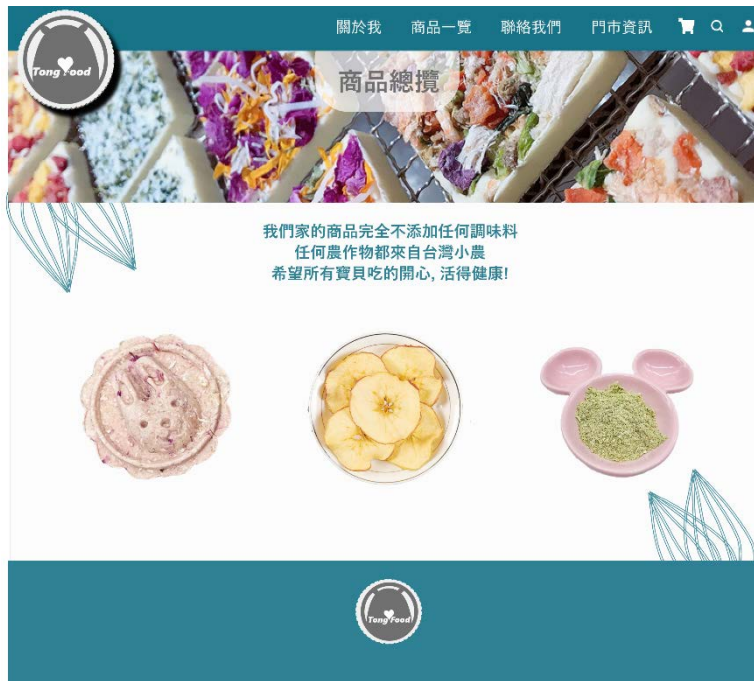 關於我 商品一覽 聯絡我們 門市資訊
Tong Food
商品總攬
我們家的商品完全不添加任何調味料
任何農作物都來自台灣小農
希望所有寶貝吃的開心, 活得健康!
Tong Food